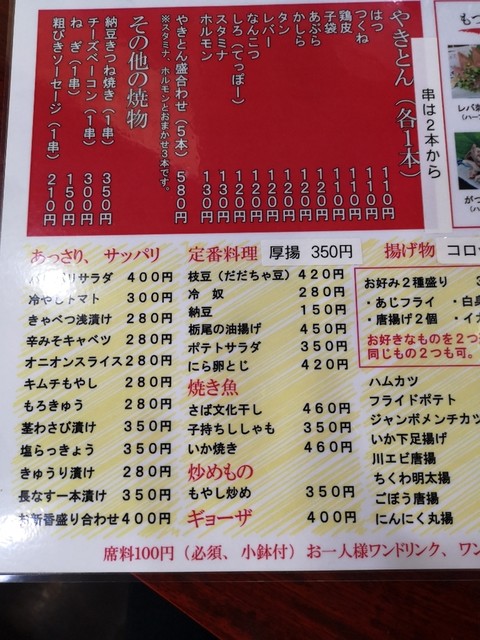 もつ
レバ刺
（ハーフ
がつ
（ハー
やきとん（各1本）
串は2本から
はつ 110円
つくね 110円
鶏皮 110円
子袋 120円
あぶら 120円
かしら 120円
タン 120円
レバー 120円
なんこつ 120円
しろ（てっぽー） 120円
スタミナ 130円
ホルモン 130円
やきとん盛合わせ（5本） 580円
※スタミナ、ホルモンとおまかせ3本です。
その他の焼物
納豆きつね焼き 350円
チーズベーコン（1串） 300円
ねぎ（1串） 150円
粗びきソーセージ（1串） 210円
あっさり、サッパリ
サラダ 400円
冷やしトマト 300円
きゃべつ浅漬け 280円
辛みそキャベツ 280円
オニオンスライス 280円
キムチもやし 280円
もろきゅう 280円
茎わさび漬け 350円
塩らっきょう 350円
きゅうり漬け 280円
長なす一本漬け 350円
お新香盛り合わせ 400円
定番料理 厚揚 350円
枝豆（だだちゃ豆） 420円
冷奴 280円
納豆 150円
栃尾の油揚げ 450円
ポテトサラダ 350円
にら卵とじ 420円
焼き魚
さば文化干し 460円
子持ちししゃも 350円
いか焼き 460円
炒めもの
もやし炒め 350円
ギョーザ 400円
揚げ物 コロッ
お好み2種盛り 3
・あじフライ ・白身
・唐揚げ2個 ・イカ
お好きなものを2つ
同じもの2つも可。
ハムカツ
フライドポテト
ジャンボメンチカツ
いか下足揚げ
川エビ唐揚
ちくわ明太揚
ごぼう唐揚
にんにく丸揚
席料100円（必須、小鉢付）お一人様ワンドリンク、ワン